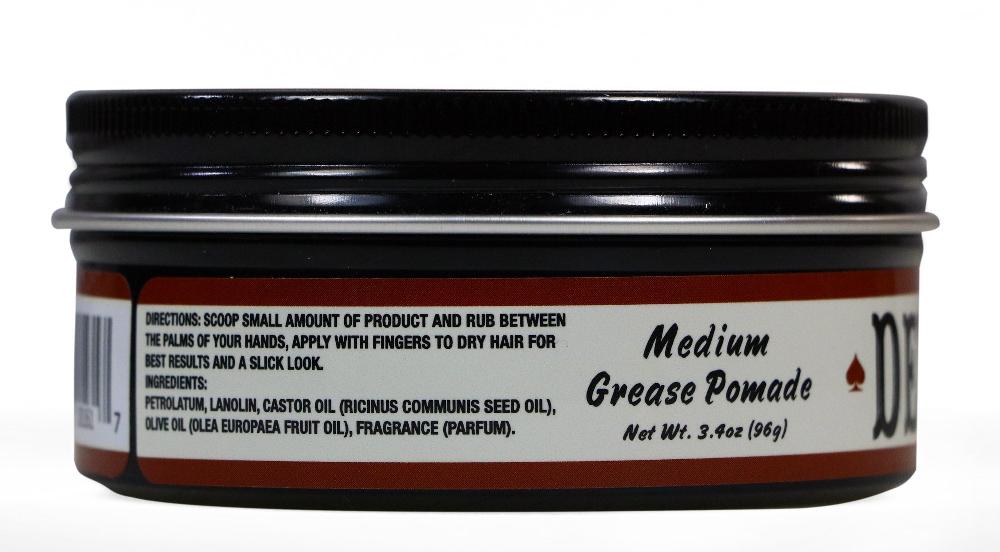 DIRECTIONS: SCOOP SMALL AMOUNT OF PRODUCT AND RUB BETWEEN
THE PALMS OF YOUR HANDS, APPLY WITH FINGERS TO DRY HAIR FOR
BEST RESULTS AND A SLICK LOOK.
INGREDIENTS:
PETROLATUM, LANOLIN, CASTOR OIL (RICINUS COMMUNIS SEED OIL),
OLIVE OIL (OLEA EUROPAEA FRUIT OIL), FRAGRANCE (PARFUM).
7
Medium
Grease Pomade
Net Wt. 3.4oz (96g)
DE